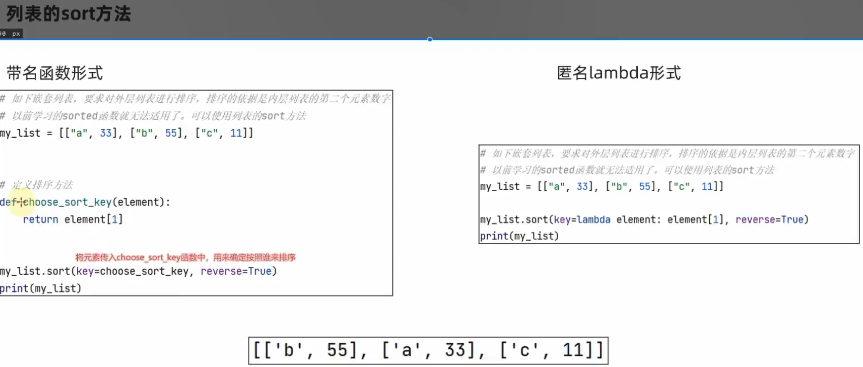 列表的sort方法
px
带名函数形式
# 如下嵌套列表，要求对外层列表进行排序，排序的依据是内层列表的第二个元素数字
# 以前学习的sorted函数就无法适用了，可以使用列表的sort方法
my_list = [["a", 33], ["b", 55], ["c", 11]]
# 定义排序方法
def choose_sort_key(element):
return element[1]
将元素传入choose_sort_key函数中，用来确定按照谁来排序
my_list.sort(key=choose_sort_key, reverse=True)
print(my_list)
匿名lambda形式
# 如下嵌套列表，要求对外层列表进行排序，排序的依据是内层列表的第二个元素数字
# 以前学习的sorted函数就无法适用了，可以使用列表的sort方法
my_list = [["a", 33], ["b", 55], ["c", 11]]
my_list.sort(key=lambda element: element[1], reverse=True)
print(my_list)
[['b', 55], ['a', 33], ['c', 11]]